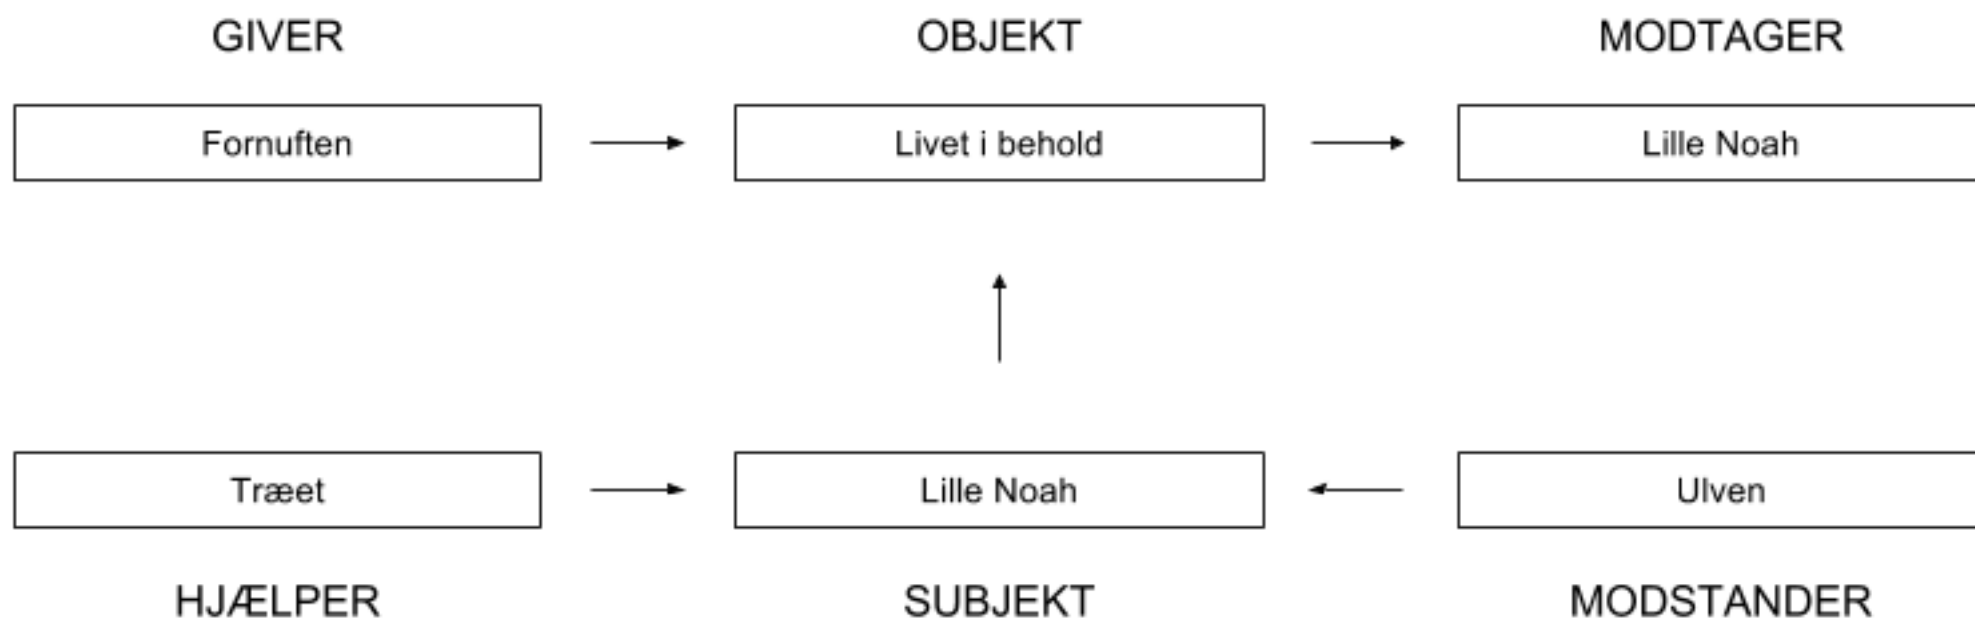 GIVER
OBJEKT
MODTAGER
Fornuften
Livet i behold
Lille Noah
Træet
Lille Noah
Ulven
HJÆLPER
SUBJEKT
MODSTANDER